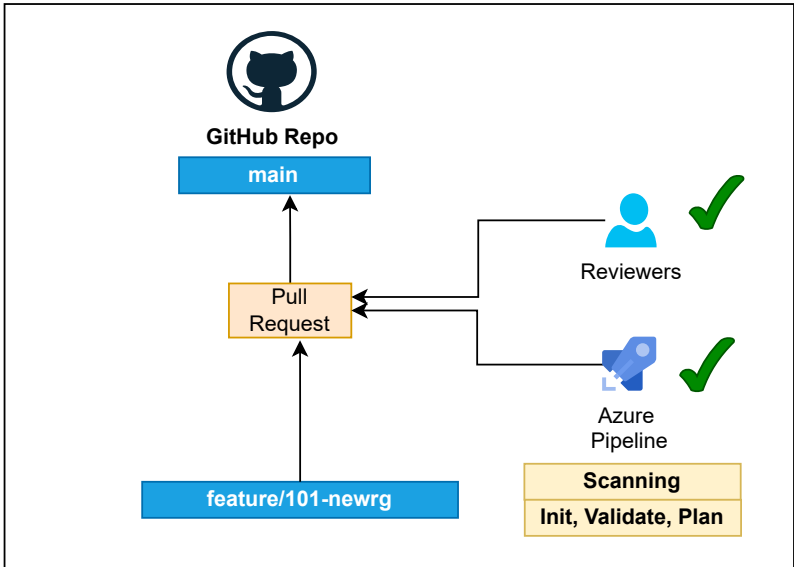 GitHub Repo
main
Pull
Request
Reviewers
Azure
Pipeline
Scanning
Init, Validate, Plan
feature/101-newrg